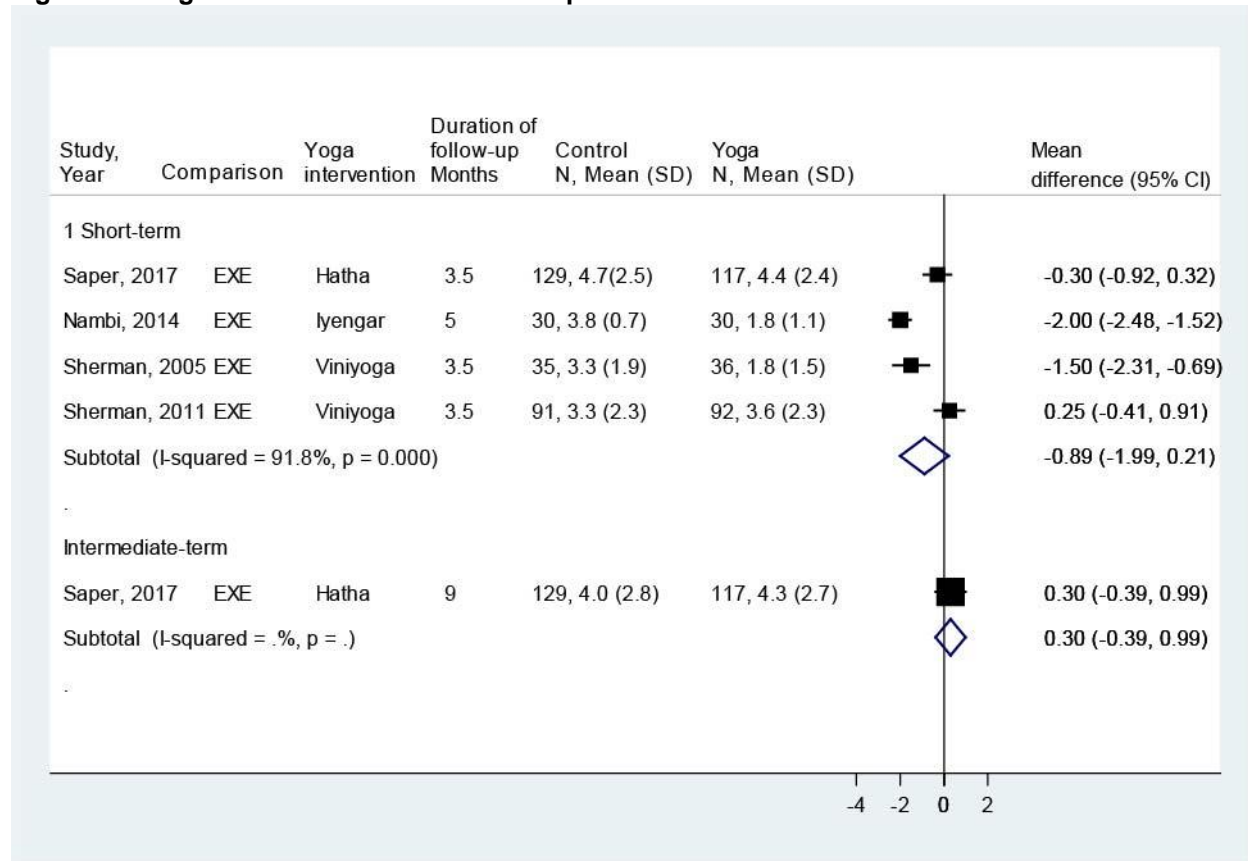 Study, Year Comparison Yoga intervention Duration of follow-up Months Control N, Mean (SD) Yoga N, Mean (SD) Mean difference (95% CI)
1 Short-term
Saper, 2017 EXE Hatha 3.5 129, 4.7(2.5) 117, 4.4 (2.4) -0.30 (-0.92, 0.32)
Nambi, 2014 EXE Iyengar 5 30, 3.8 (0.7) 30, 1.8 (1.1) -2.00 (-2.48, -1.52)
Sherman, 2005 EXE Viniyoga 3.5 35, 3.3 (1.9) 36, 1.8 (1.5) -1.50 (-2.31, -0.69)
Sherman, 2011 EXE Viniyoga 3.5 91, 3.3 (2.3) 92, 3.6 (2.3) 0.25 (-0.41, 0.91)
Subtotal (I-squared = 91.8%, p = 0.000) -0.89 (-1.99, 0.21)
.
Intermediate-term
Saper, 2017 EXE Hatha 9 129, 4.0 (2.8) 117, 4.3 (2.7) 0.30 (-0.39, 0.99)
Subtotal (I-squared = .%, p = .) 0.30 (-0.39, 0.99)
.
-4 -2 0 2